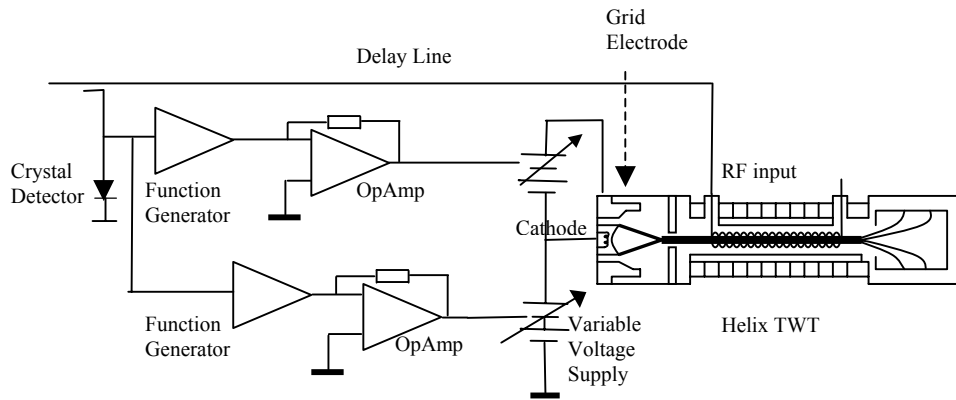 Grid
Electrode
Delay Line
RF input
Crystal
Detector
Function
Generator
OpAmp
Cathode
Function
Generator
OpAmp
Variable
Voltage
Supply
Helix TWT